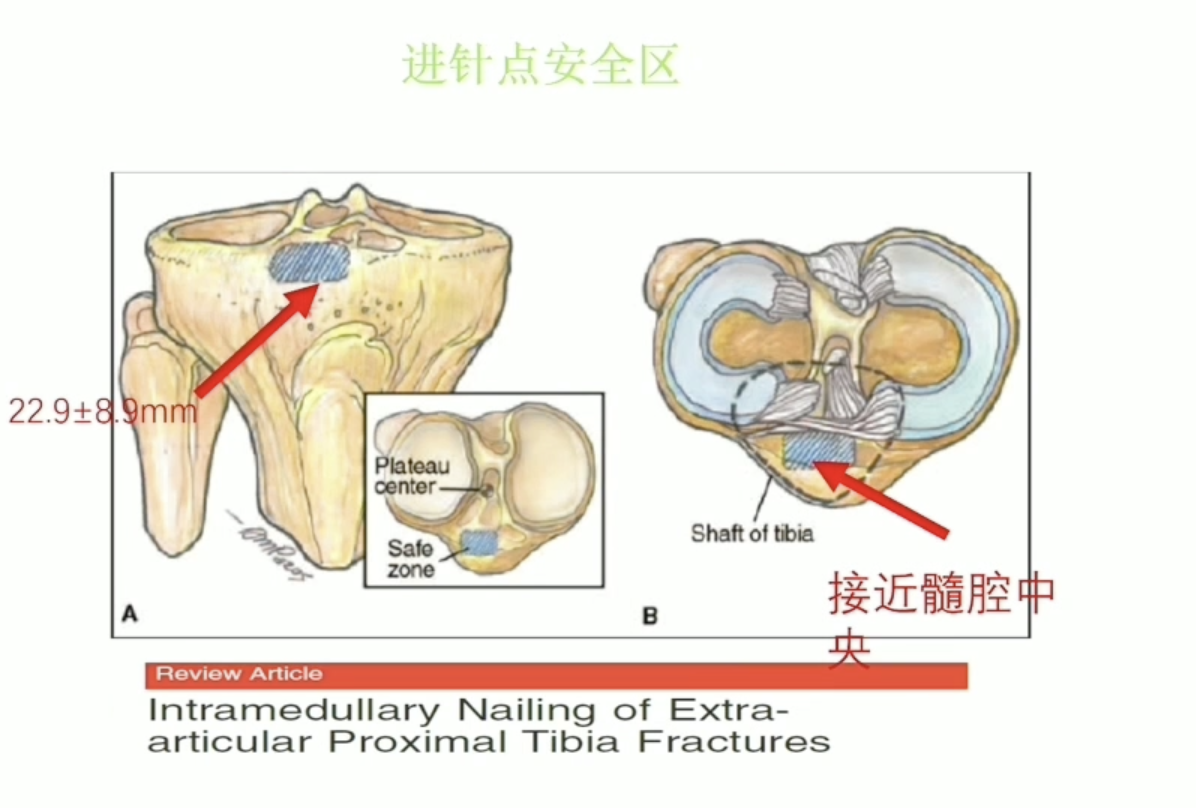 进针点安全区
22.9±8.9mm
Plateau
center
Safe
zone
A
Shaft of tibia
B
接近髓腔中
央
Review Article
Intramedullary Nailing of Extra-
articular Proximal Tibia Fractures